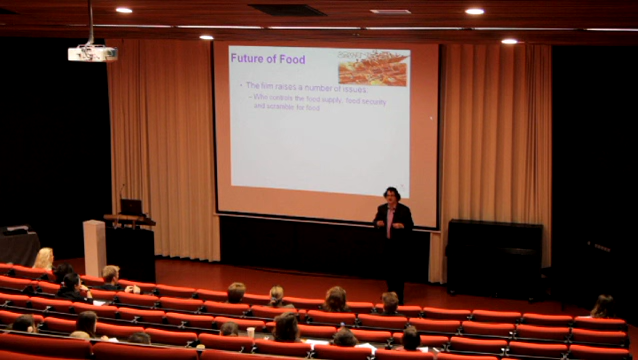 Future of Food
• The film raises a number of issues:
– Who controls the food supply, food security
and scramble for food